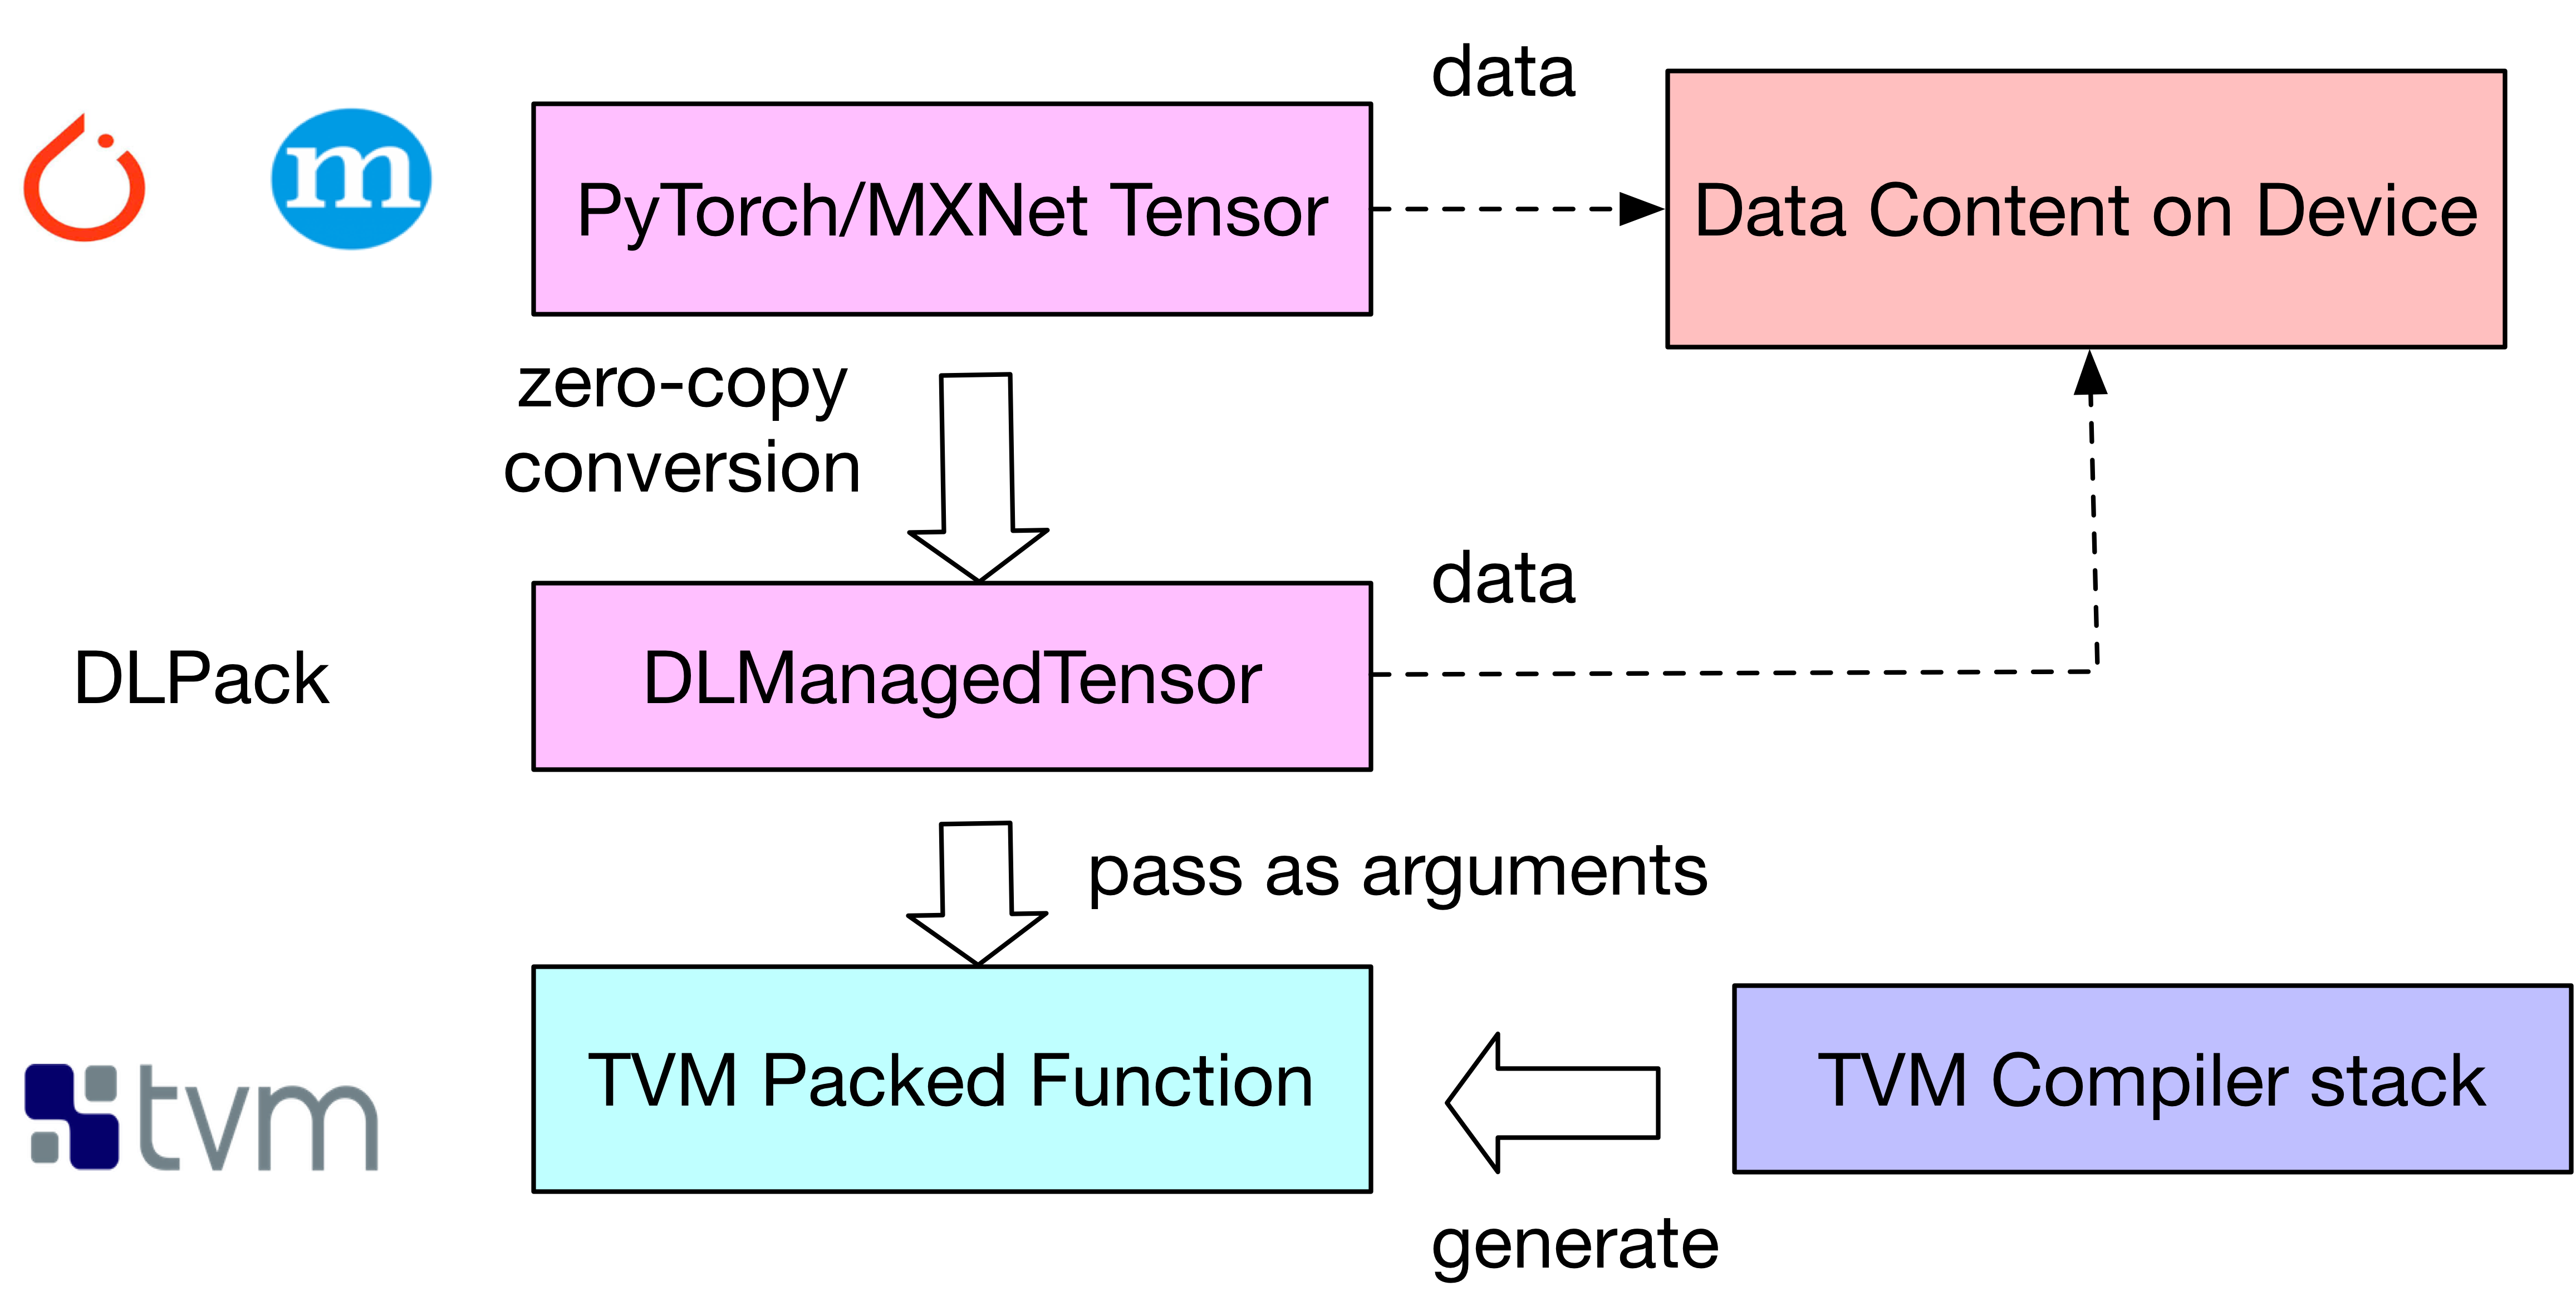 data
m
PyTorch/MXNet Tensor
Data Content on Device
zero-copy
conversion
data
DLPack
DLManagedTensor
pass as arguments
tvm
TVM Packed Function
TVM Compiler stack
generate